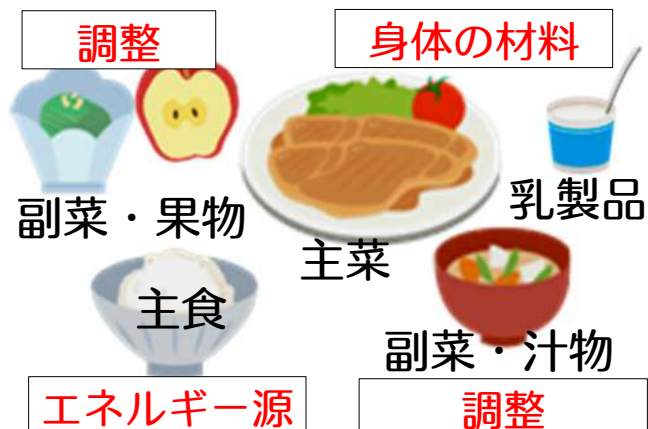 調整
身体の材料
副菜・果物
主菜
乳製品
主食
副菜・汁物
エネルギー源
調整